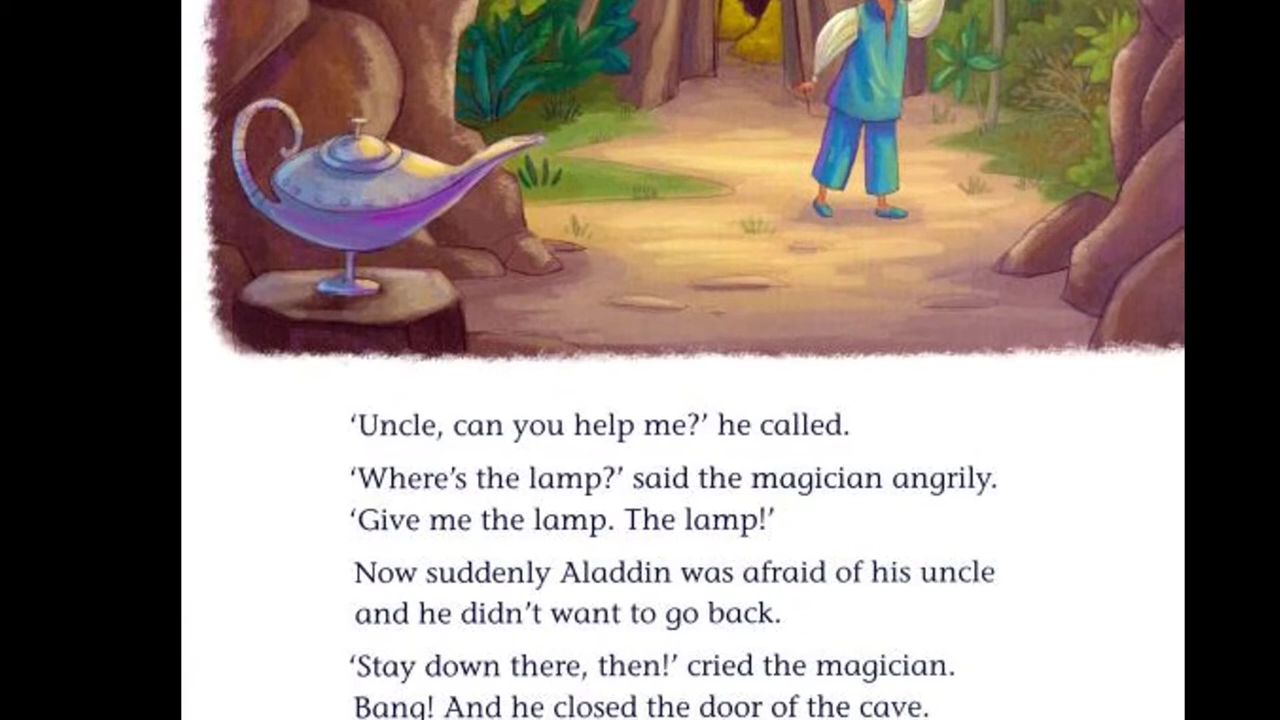 ‘Uncle, can you help me?’ he called.
‘Where’s the lamp?’ said the magician angrily.
‘Give me the lamp. The lamp!’
Now suddenly Aladdin was afraid of his uncle
and he didn’t want to go back.
‘Stay down there, then!’ cried the magician.
Bang! And he closed the door of the cave.